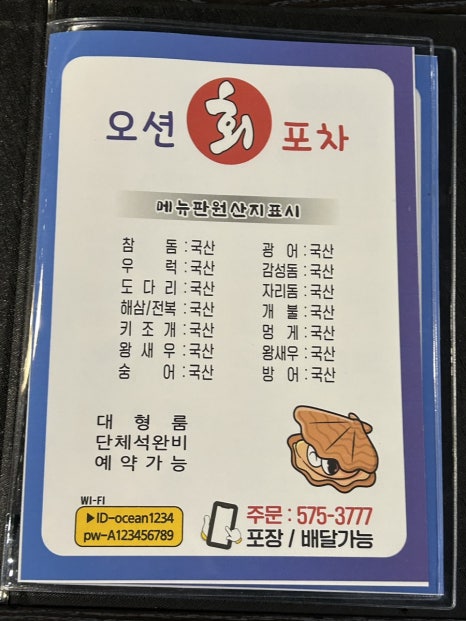 오션 회 포차
메뉴판원산지표시
참 돔 : 국산
우 럭 : 국산
도 다 리 : 국산
해삼/전복 : 국산
키 조 개 : 국산
왕 새 우 : 국산
숭 어 : 국산
광 어 : 국산
감성돔 : 국산
자리돔 : 국산
개 불 : 국산
멍 게 : 국산
왕새우 : 국산
방 어 : 국산
대 형 룸
단체석완비
예 약 가 능
WI-FI
▶ID-ocean1234
pw-A123456789
주문 : 575-3777
포장 / 배달가능